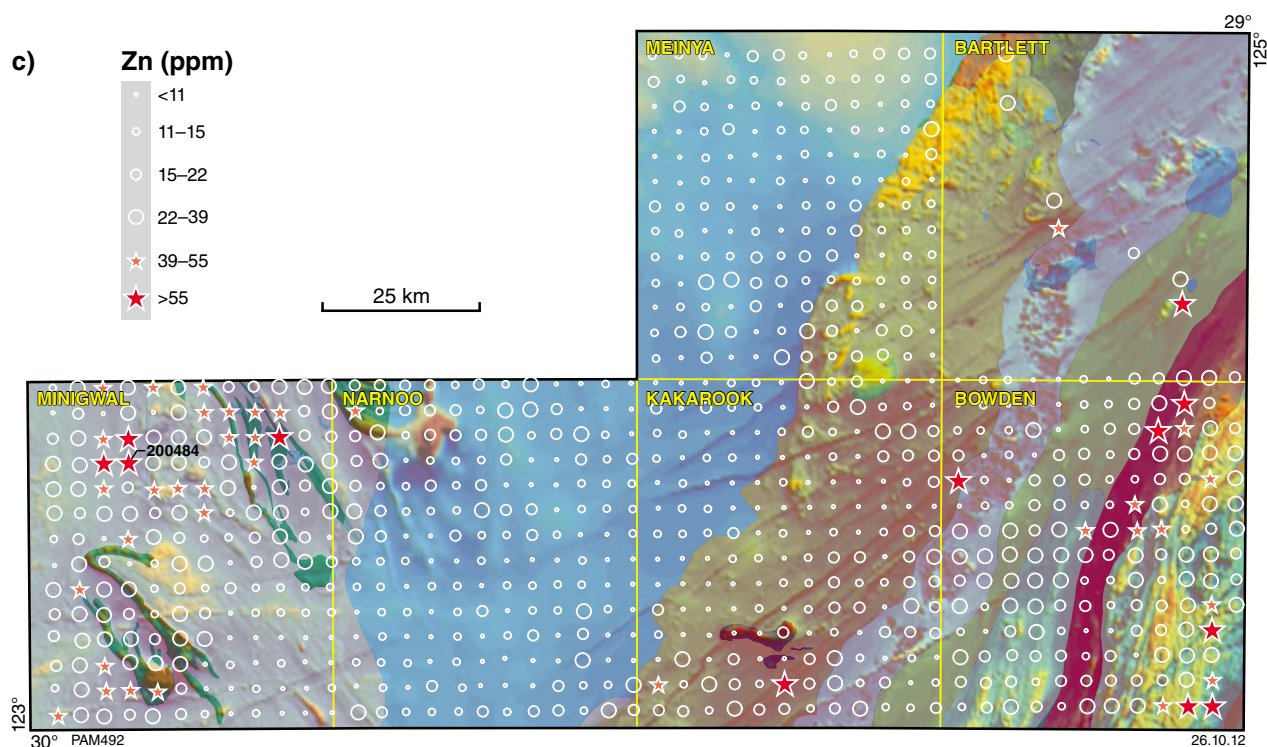 29°
125°
c)
Zn (ppm)
<11
11–15
15–22
22–39
39–55
>55
25 km
MEINYA
BARTLETT
MINIGWAL
NARNOO
KAKAROOK
BOWDEN
200484
123°
30°
PAM492
26.10.12